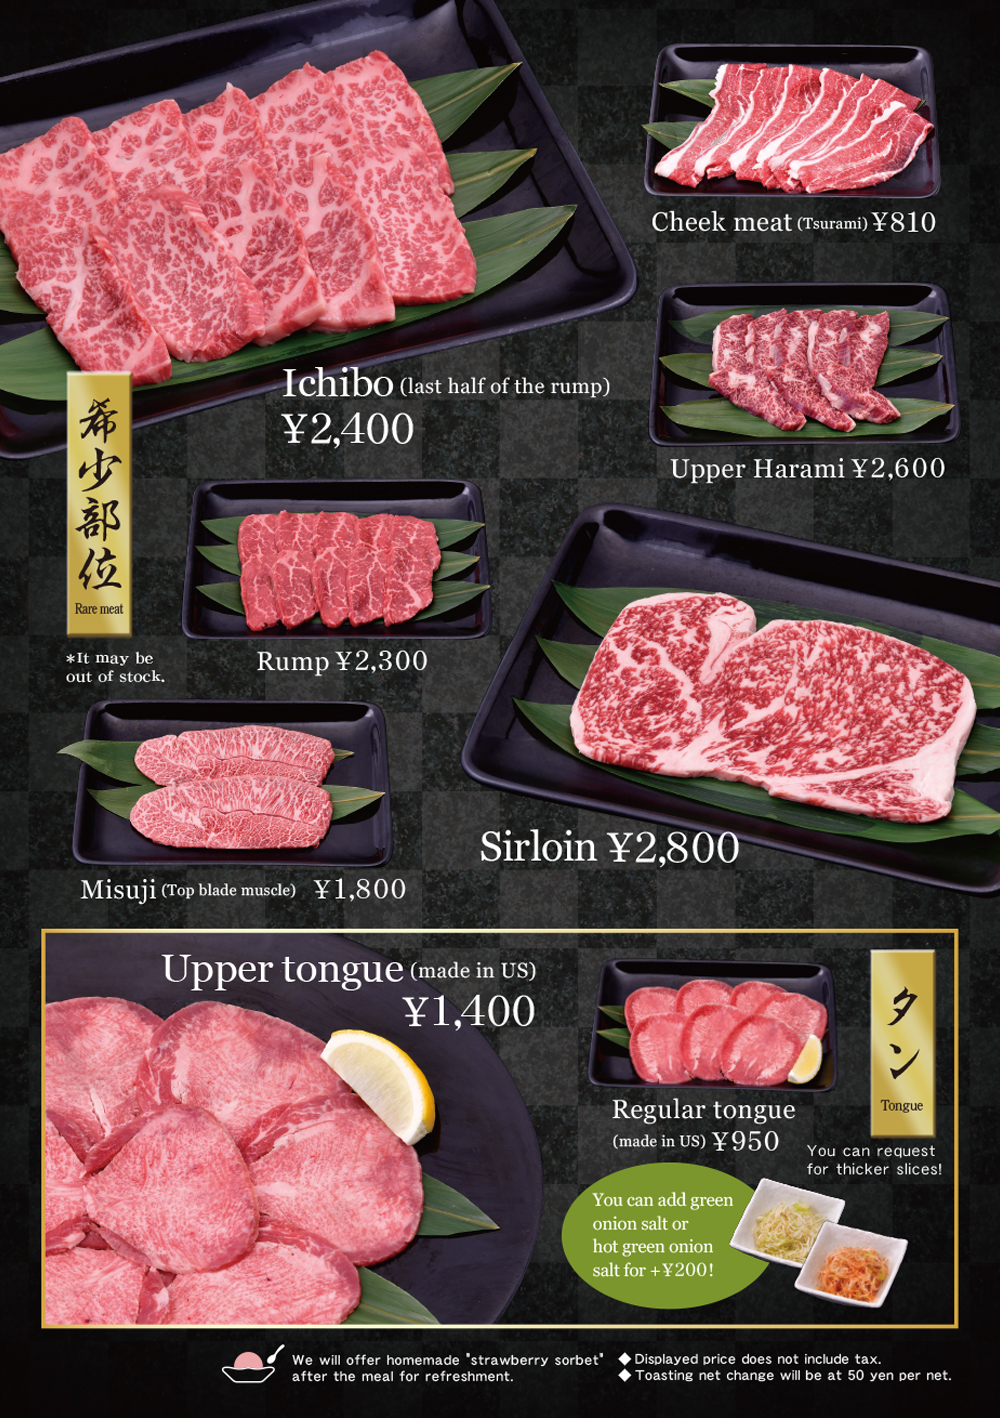 Cheek meat (Tsurami) ¥810
Ichibo (last half of the rump)
¥2,400
Upper Harami ¥2,600
希少部位
Rare meat
*It may be
out of stock.
Rump ¥2,300
Sirloin ¥2,800
Misuji (Top blade muscle) ¥1,800
Upper tongue (made in US)
¥1,400
タン
Tongue
Regular tongue
(made in US) ¥950
You can request
for thicker slices!
You can add green
onion salt or
hot green onion
salt for +¥200!
We will offer homemade "strawberry sorbet"
after the meal for refreshment.
◆Displayed price does not include tax.
◆Toasting net change will be at 50 yen per net.